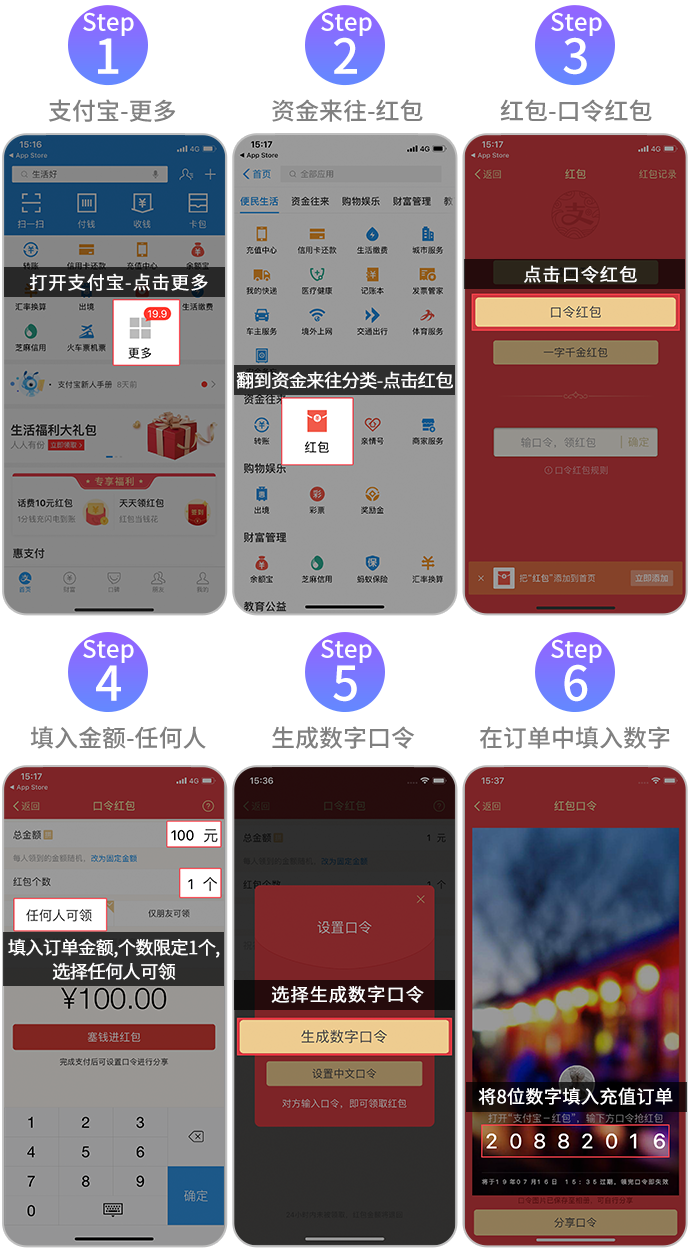 Step
1
支付宝-更多
15:16
4G
App Store
生活好
扫一扫
付钱
收钱
卡包
转账
信用卡还款
充值中心
余额宝
打开支付宝-点击更多
汇率换算
出境
生活缴费
19.9
更多
芝麻信用
火车票机票
支付宝新人手册 8天前
生活福利大礼包
人人有份 立即领取
专享福利
话费10元红包
1分钱充闪电到账
天天领红包
红包当钱花
签到
惠支付
首页
财富
口碑
朋友
我的
Step
2
资金来往-红包
15:17
4G
App Store
首页
全部应用
便民生活
资金往来
购物娱乐
财富管理
教
充值中心
信用卡还款
生活缴费
城市服务
我的快递
医疗健康
记账本
发票管家
车主服务
境外上网
交通出行
体育服务
翻到资金来往分类-点击红包
资金往来
转账
红包
亲情号
商家服务
购物娱乐
出境
彩票
奖励金
财富管理
余额宝
芝麻信用
蚂蚁保险
汇率换算
教育公益
Step
3
红包-口令红包
15:17
4G
App Store
返回
红包
红包记录
点击口令红包
口令红包
一字千金红包
输口令，领红包
确定
口令红包规则
把“红包”添加到首页
立即添加
Step
4
填入金额-任何人
15:17
4G
App Store
返回
口令红包
总金额 拼
100 元
每人领到的金额随机，改为固定金额
红包个数
1 个
任何人可领
仅朋友可领
填入订单金额,个数限定1个,
选择任何人可领
¥100.00
塞钱进红包
完成支付后可设置口令进行分享
1
2
3
4
5
6
7
8
9
0
确定
Step
5
生成数字口令
15:36
返回
口令红包
总金额 拼
1 元
每人领到的金额随机，改为固定金额
红包个数
1 个
设置口令
选择生成数字口令
生成数字口令
设置中文口令
对方输入口令，即可领取红包
Step
6
在订单中填入数字
15:37
返回
红包口令
将8位数字填入充值订单
打开“支付宝－红包”，输下方口令抢红包
20882016
将于19年07月16日 15:35过期，领完口令即失效
口令图片已保存至相册，可自行分享
分享口令